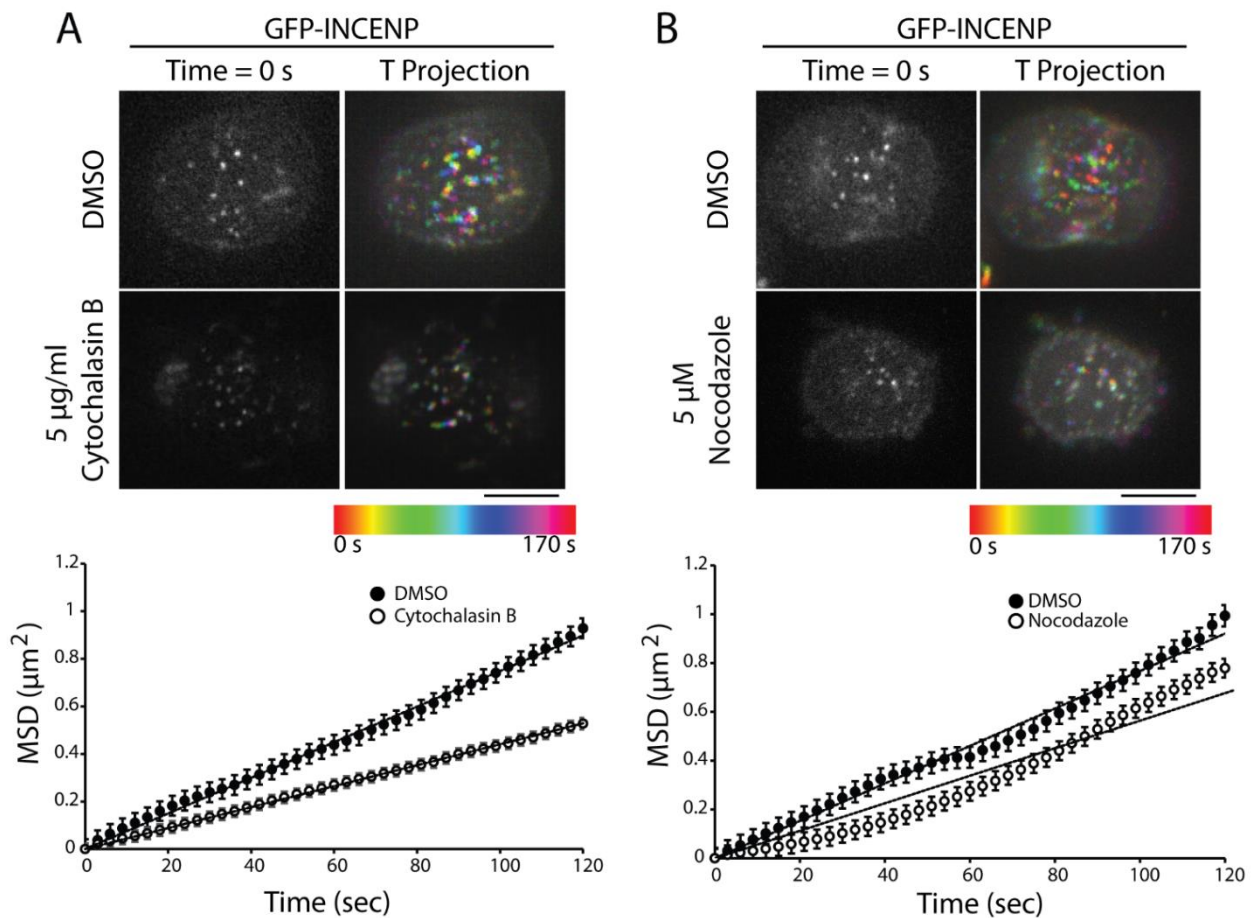 A
GFP-INCENP
Time = 0 s
T Projection
DMSO
5 µg/ml
Cytochalasin B
0 s
170 s
1.2
1
0.8
0.6
0.4
0.2
0
DMSO
Cytochalasin B
MSD (µm²)
0
20
40
60
80
100
120
Time (sec)
B
GFP-INCENP
Time = 0 s
T Projection
DMSO
5 µM
Nocodazole
0 s
170 s
1.2
1
0.8
0.6
0.4
0.2
0
DMSO
Nocodazole
MSD (µm²)
0
20
40
60
80
100
120
Time (sec)